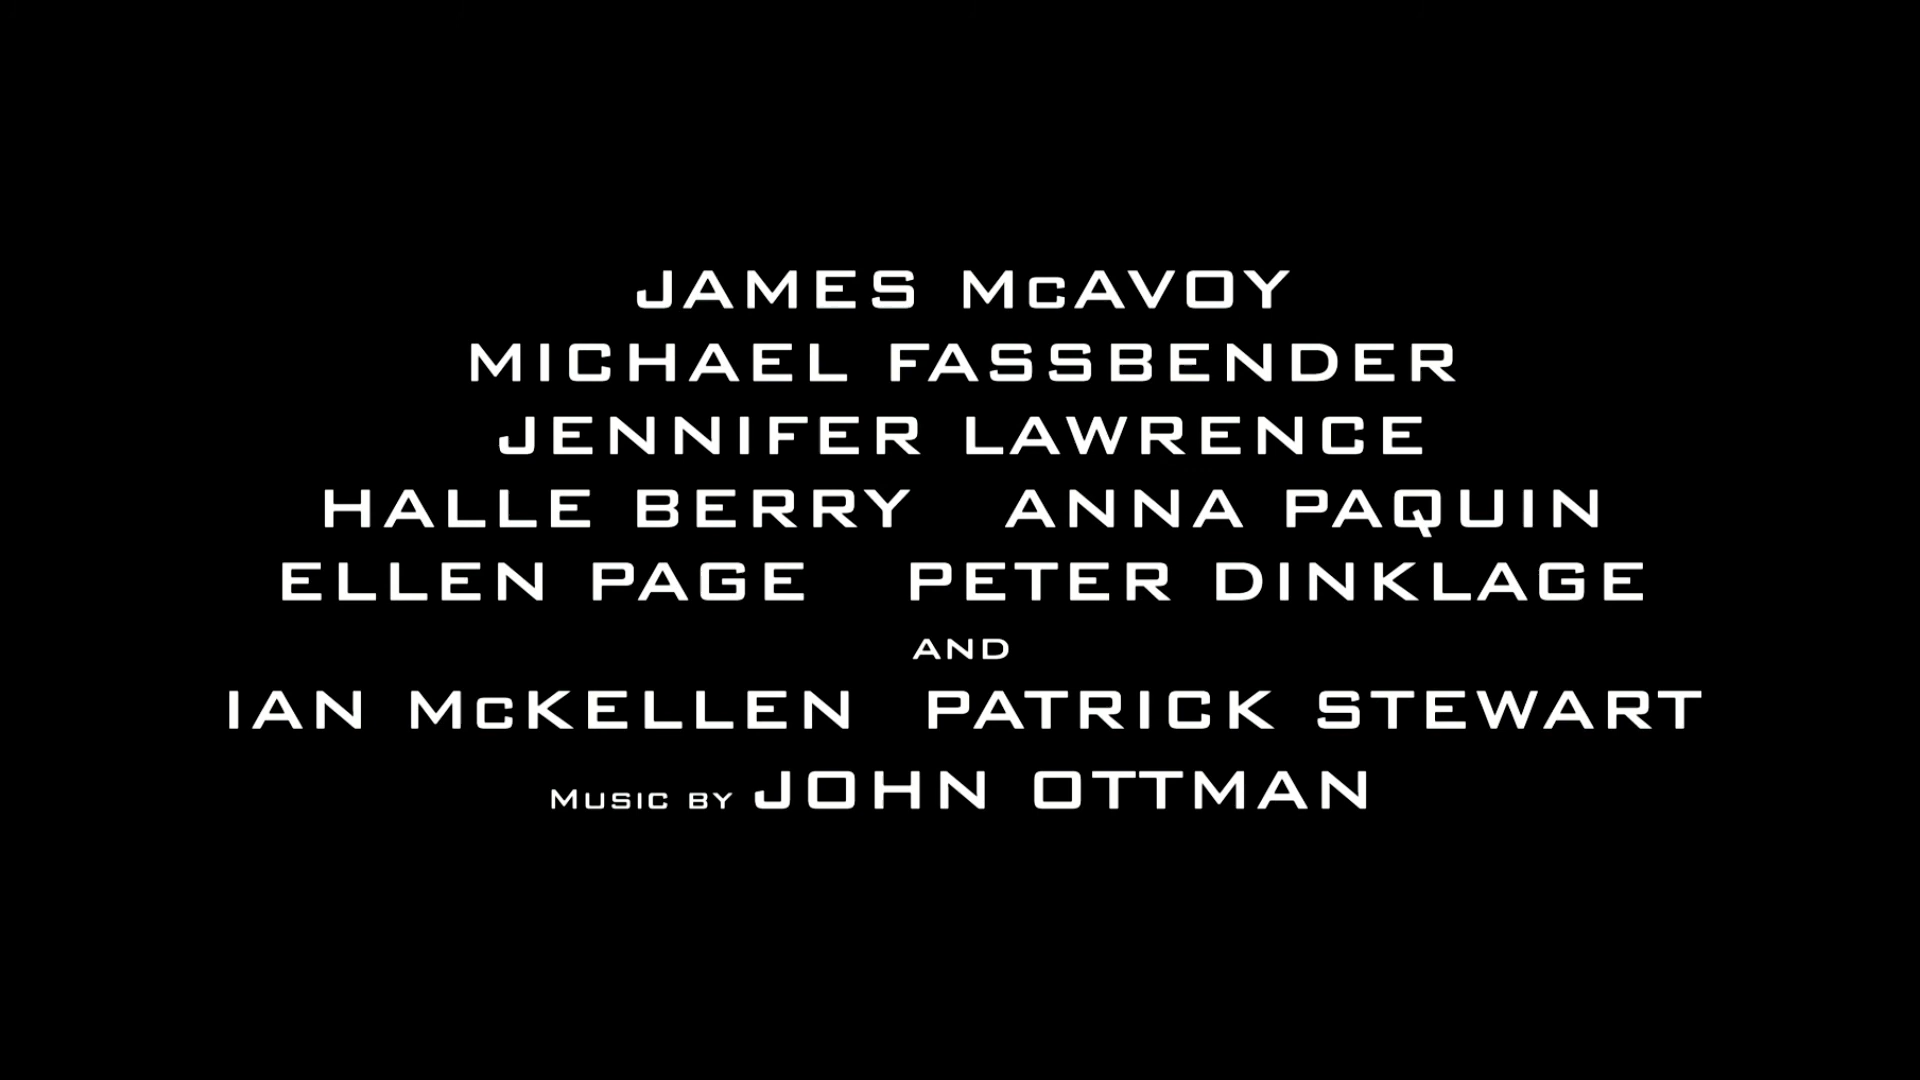 JAMES McAVOY
MICHAEL FASSBENDER
JENNIFER LAWRENCE
HALLE BERRY ANNA PAQUIN
ELLEN PAGE PETER DINKLAGE
AND
IAN McKELLEN PATRICK STEWART
MUSIC BY JOHN OTTMAN